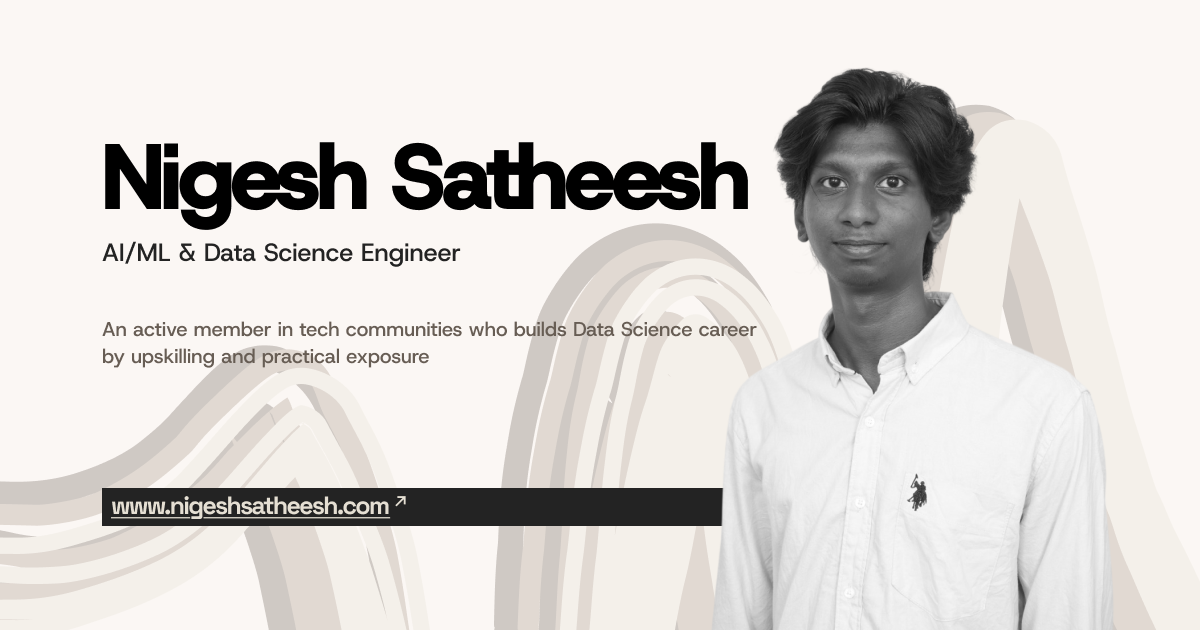 Nigesh Satheesh
AI/ML & Data Science Engineer
An active member in tech communities who builds Data Science career
by upskilling and practical exposure
www.nigeshsatheesh.com ↗